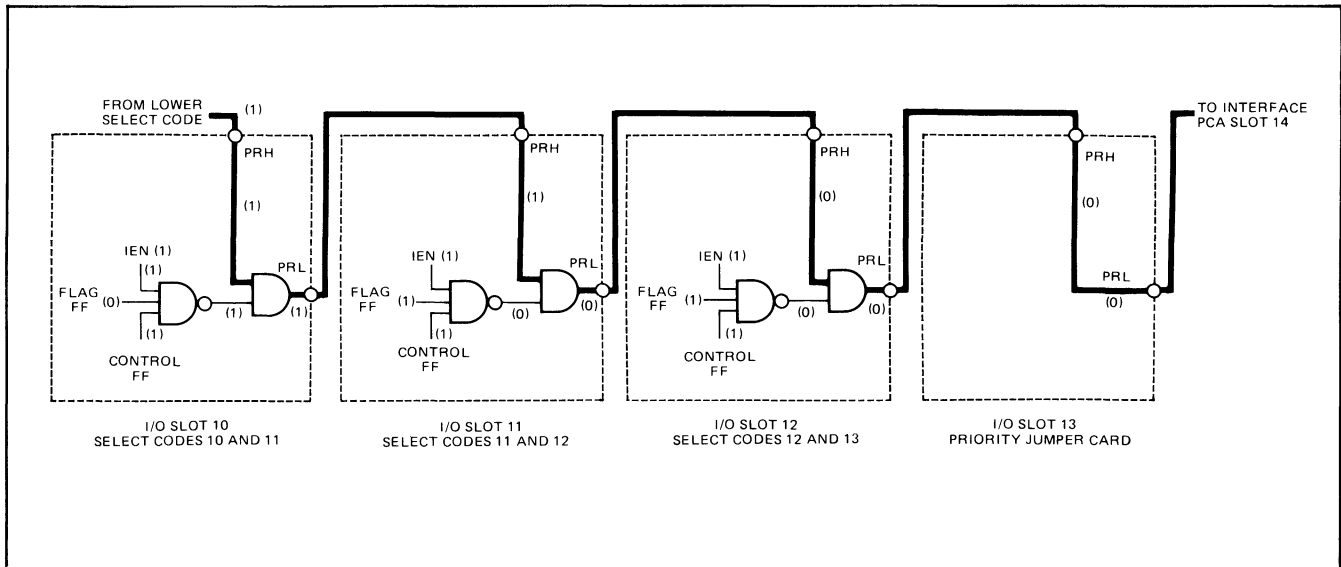 FROM LOWER
SELECT CODE
(1)
PRH
(1)
IEN (1)
(1)
FLAG
FF
(0)
(1)
CONTROL
FF
(1)
PRL
(1)
I/O SLOT 10
SELECT CODES 10 AND 11
PRH
(1)
IEN (1)
FLAG
FF
(1)
(1)
CONTROL
FF
(0)
PRL
(0)
I/O SLOT 11
SELECT CODES 11 AND 12
PRH
(0)
IEN (1)
FLAG
FF
(1)
(1)
CONTROL
FF
(0)
PRL
(0)
I/O SLOT 12
SELECT CODES 12 AND 13
PRH
(0)
PRL
(0)
I/O SLOT 13
PRIORITY JUMPER CARD
TO INTERFACE
PCA SLOT 14